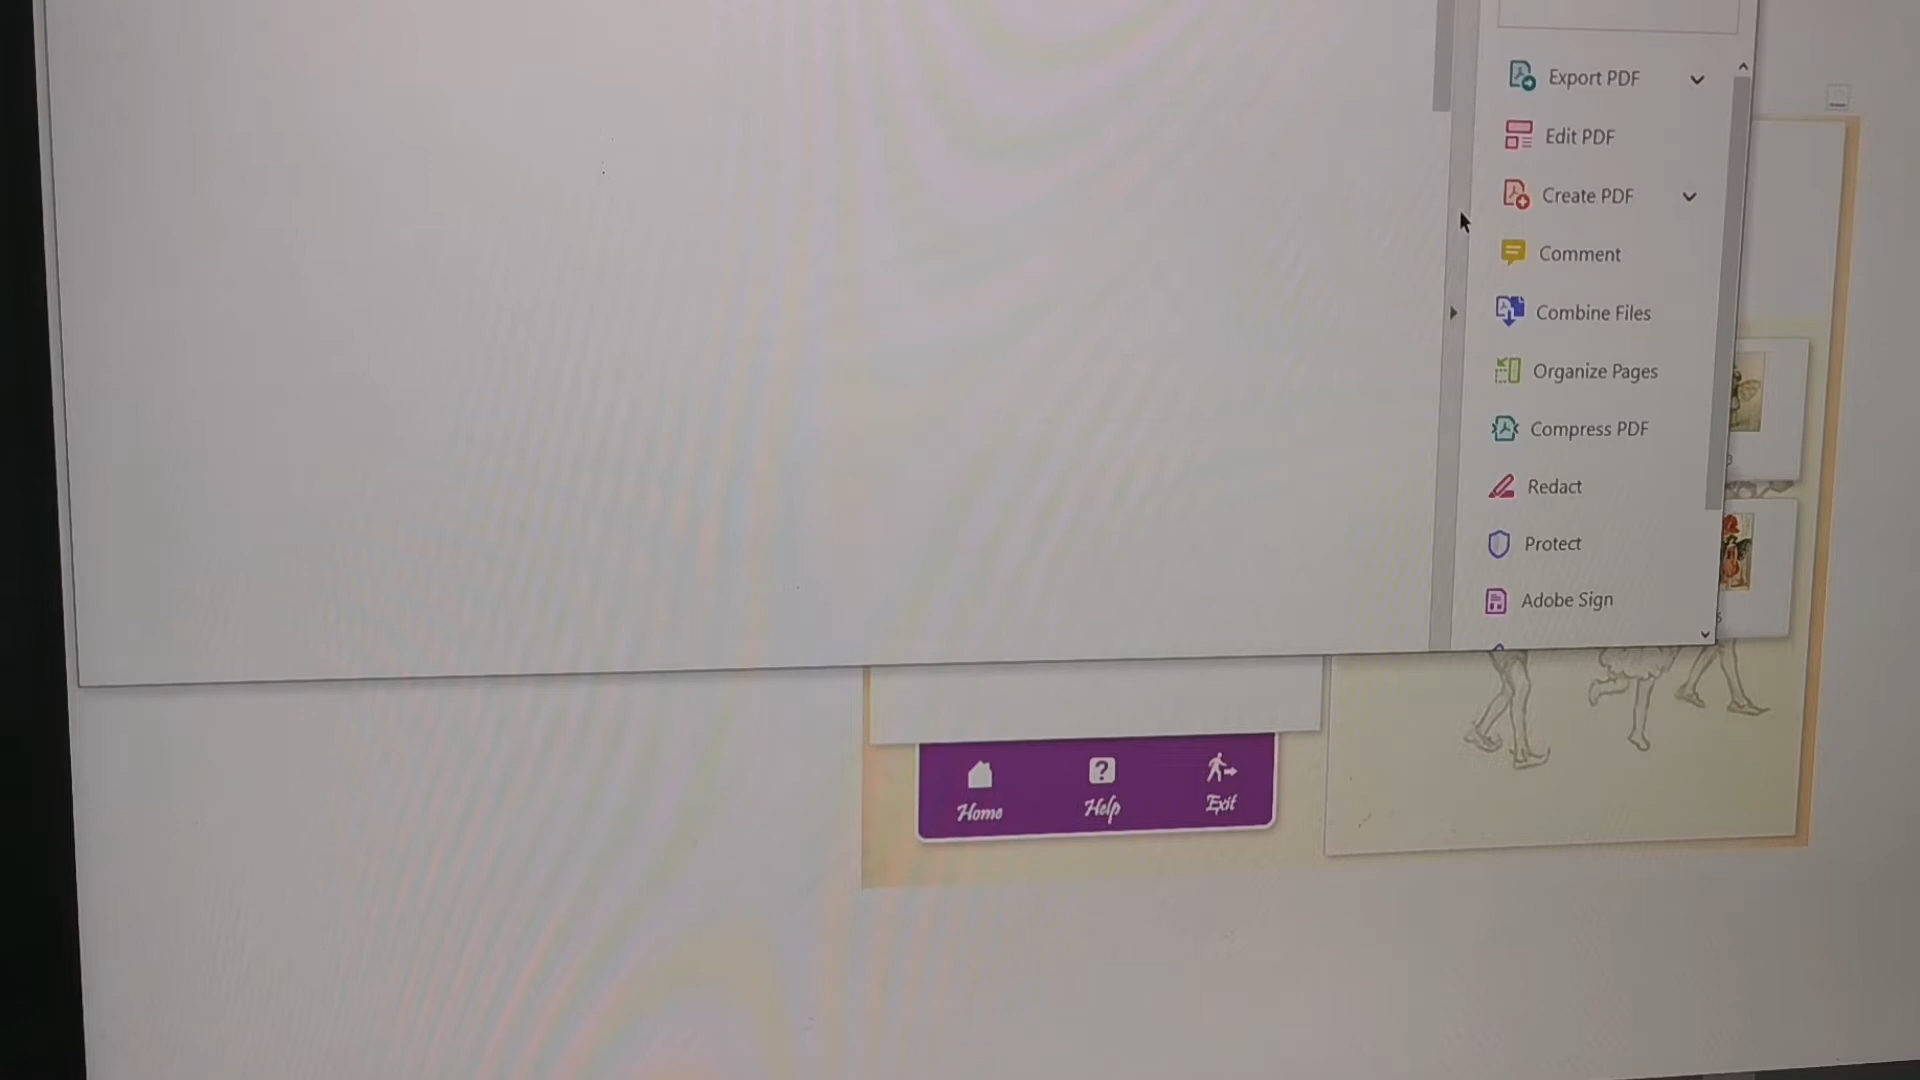 Export PDF
Edit PDF
Create PDF
Comment
Combine Files
Organize Pages
Compress PDF
Redact
Protect
Adobe Sign
Home
Help
Exit